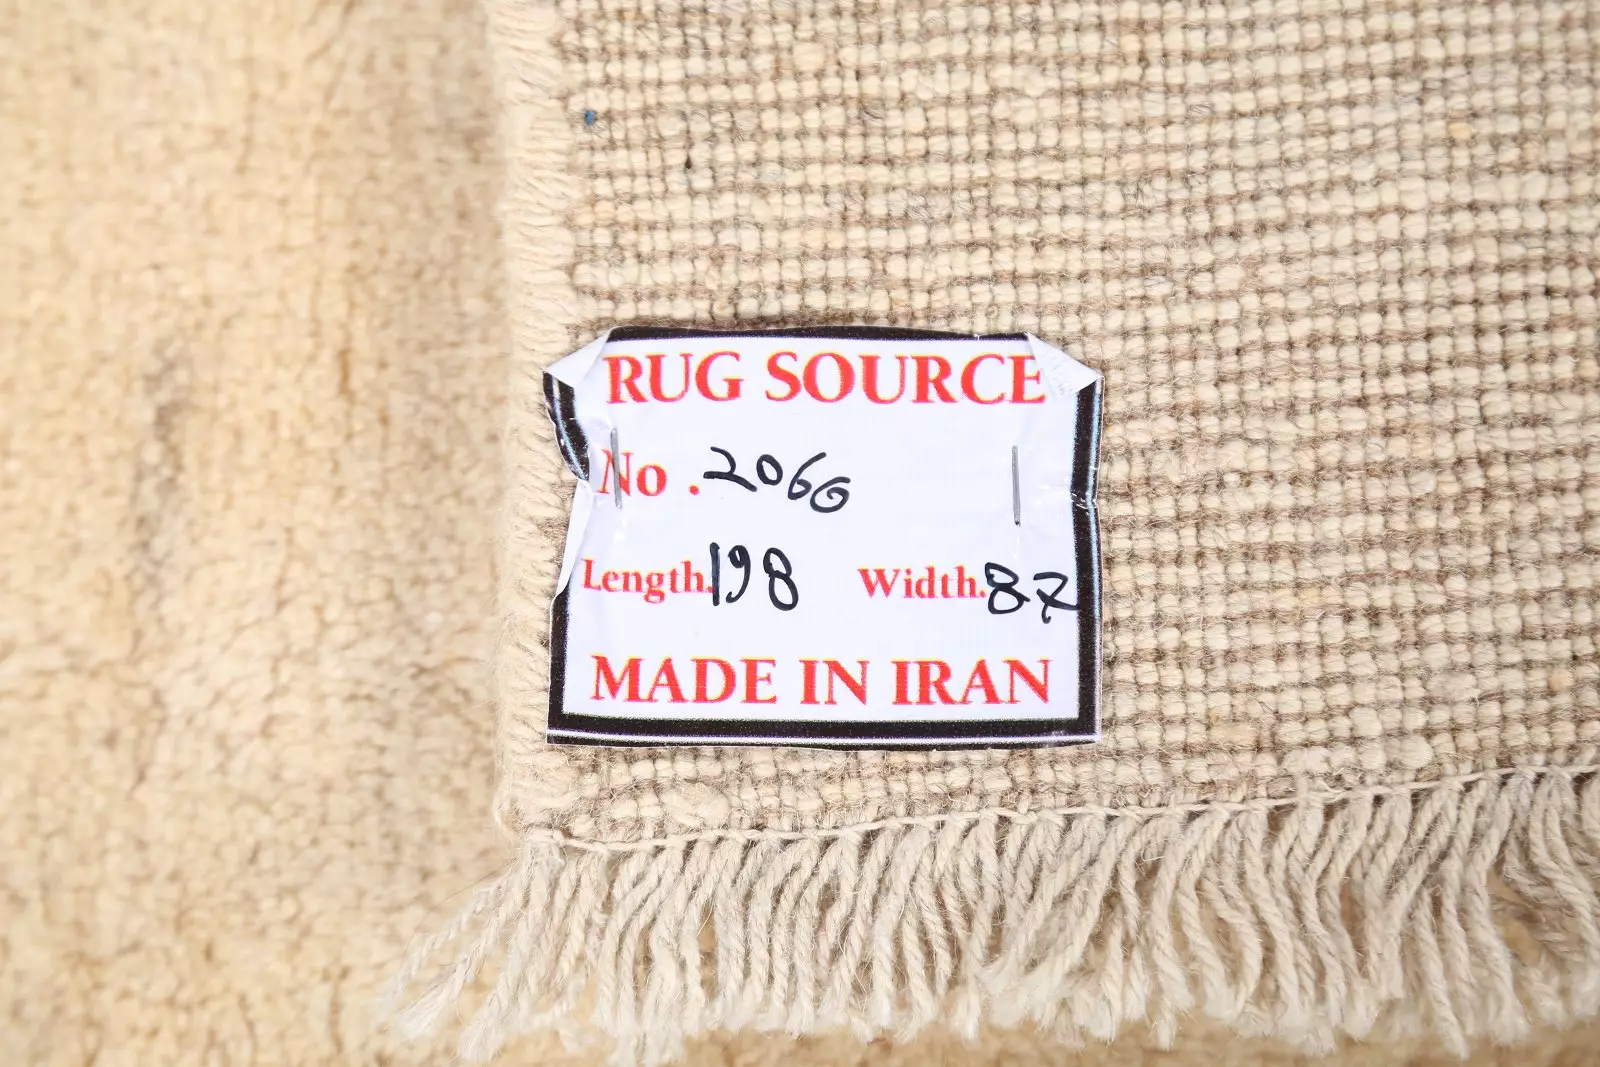 RUG SOURCE
No . 2066
Length. 198 Width. 87
MADE IN IRAN